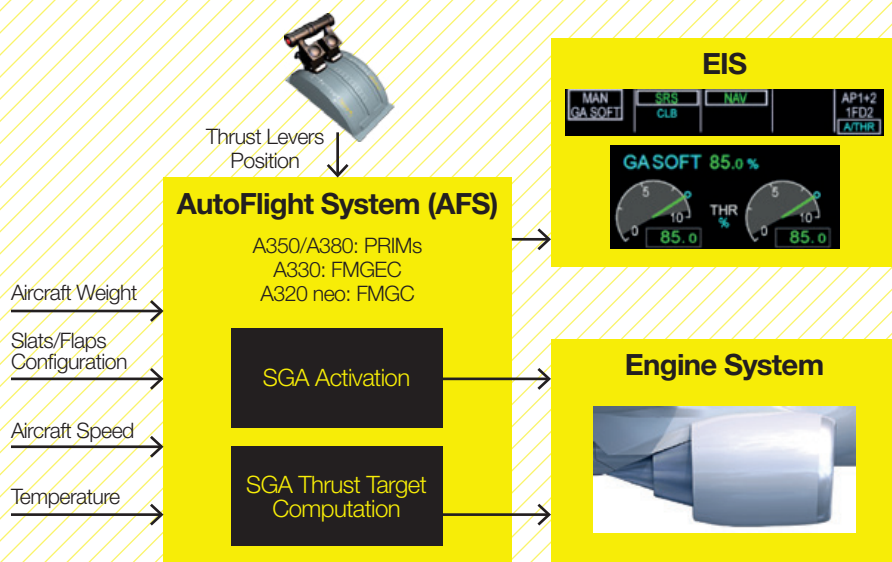 Thrust Levers
Position
AutoFlight System (AFS)
A350/A380: PRIMs
A330: FMGEC
A320 neo: FMGC
Aircraft Weight
Slats/Flaps
Configuration
Aircraft Speed
Temperature
SGA Activation
SGA Thrust Target
Computation
EIS
MAN SRS NAV AP1+2
GA SOFT CLB 1FD2
A/THR
GA SOFT 85.0 %
5 5
THR
%
10 10
0 0
85.0 85.0
Engine System